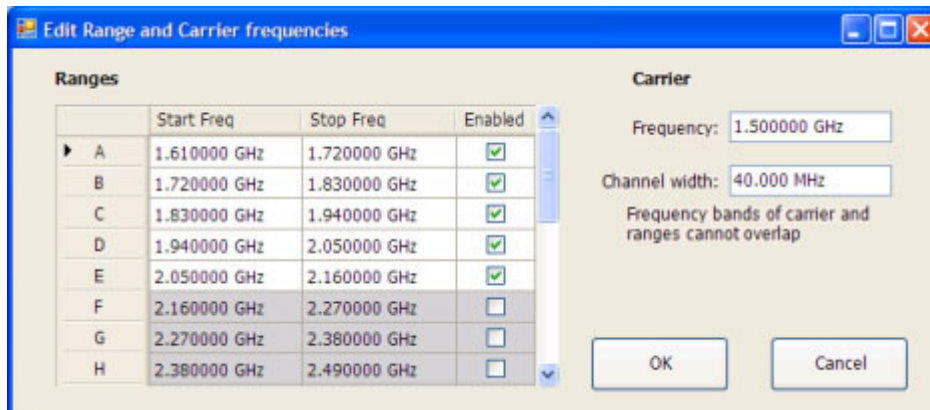 Edit Range and Carrier frequencies
Ranges
Start Freq Stop Freq Enabled
A 1.610000 GHz 1.720000 GHz
B 1.720000 GHz 1.830000 GHz
C 1.830000 GHz 1.940000 GHz
D 1.940000 GHz 2.050000 GHz
E 2.050000 GHz 2.160000 GHz
F 2.160000 GHz 2.270000 GHz
G 2.270000 GHz 2.380000 GHz
H 2.380000 GHz 2.490000 GHz
Carrier
Frequency: 1.500000 GHz
Channel width: 40.000 MHz
Frequency bands of carrier and
ranges cannot overlap
OK Cancel